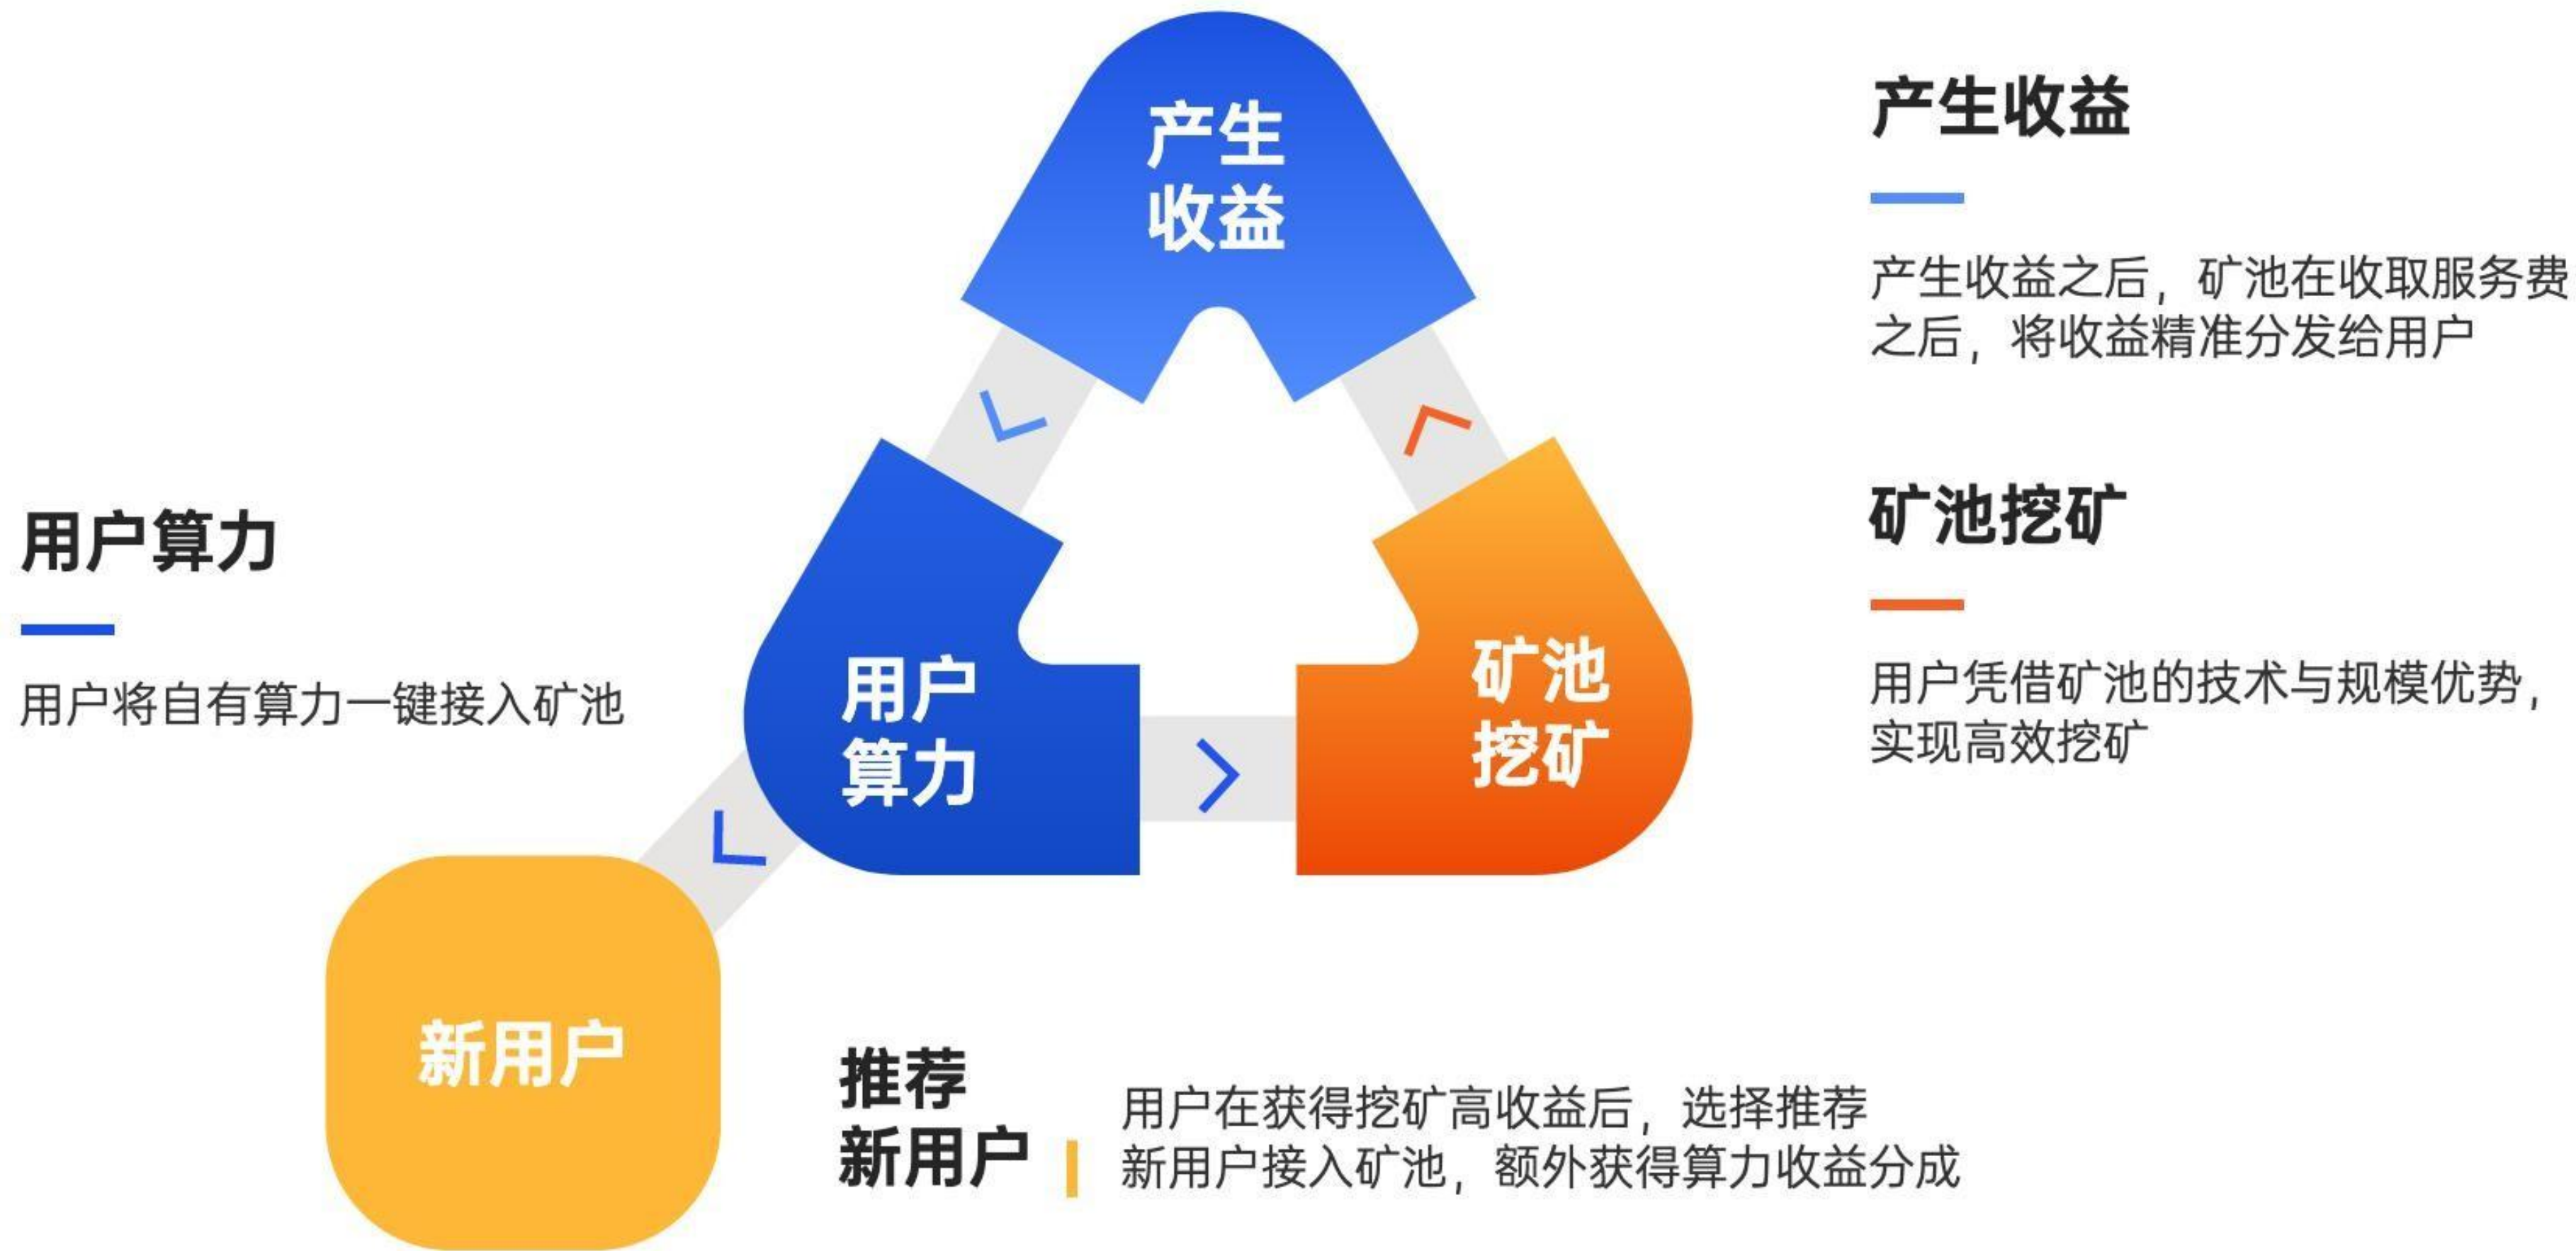 产生
收益
产生收益
产生收益之后，矿池在收取服务费
之后，将收益精准分发给用户
用户算力
用户将自有算力一键接入矿池
用户
算力
矿池
挖矿
矿池挖矿
用户凭借矿池的技术与规模优势，
实现高效挖矿
新用户
推荐
新用户
用户在获得挖矿高收益后，选择推荐
新用户接入矿池，额外获得算力收益分成